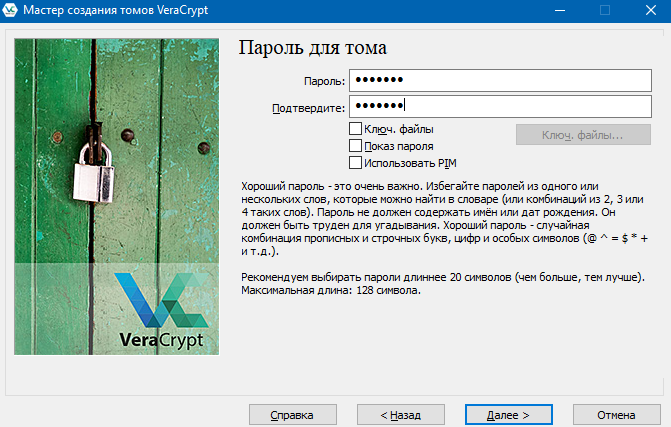 Мастер создания томов VeraCrypt
Пароль для тома
Пароль: •••••••
Подтвердите: •••••••
Ключ. файлы
Ключ. файлы...
Показ пароля
Использовать PIM
Хороший пароль - это очень важно. Избегайте паролей из одного или
нескольких слов, которые можно найти в словаре (или комбинаций из 2, 3 или
4 таких слов). Пароль не должен содержать имён или дат рождения. Он
должен быть труден для угадывания. Хороший пароль - случайная
комбинация прописных и строчных букв, цифр и особых символов (@ ^ = $ * +
и т.д.).
Рекомендуем выбирать пароли длиннее 20 символов (чем больше, тем лучше).
Максимальная длина: 128 символа.
VeraCrypt
Справка
< Назад
Далее >
Отмена